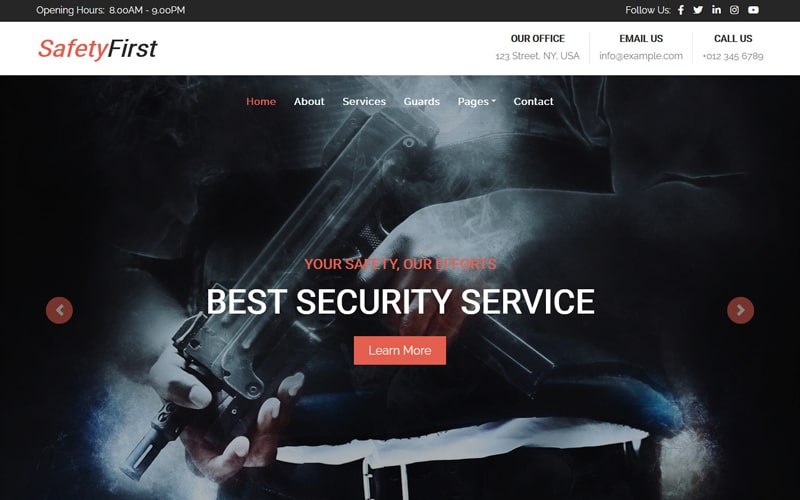 Opening Hours: 8.00AM - 9.00PM
Follow Us:
SafetyFirst
OUR OFFICE
123 Street, NY, USA
EMAIL US
info@example.com
CALL US
+012 345 6789
Home About Services Guards Pages Contact
YOUR SAFETY, OUR EFFORTS
BEST SECURITY SERVICE
Learn More